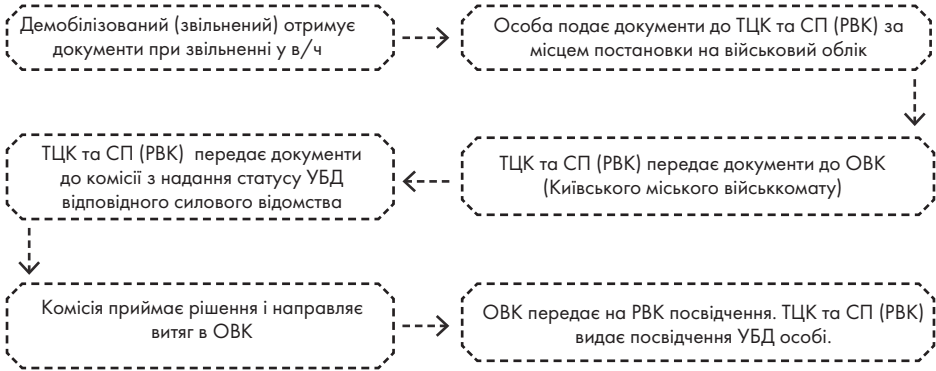 Демобілізований (звільнений) отримує
документи при звільненні у в/ч
Особа подає документи до ТЦК та СП (РВК) за
місцем постановки на військовий облік
ТЦК та СП (РВК) передає документи до ОВК
(Київського міського військкомату)
ТЦК та СП (РВК) передає документи
до комісії з надання статусу УБД
відповідного силового відомства
Комісія приймає рішення і направляє
витяг в ОВК
ОВК передає на РВК посвідчення. ТЦК та СП (РВК)
видає посвідчення УБД особі.